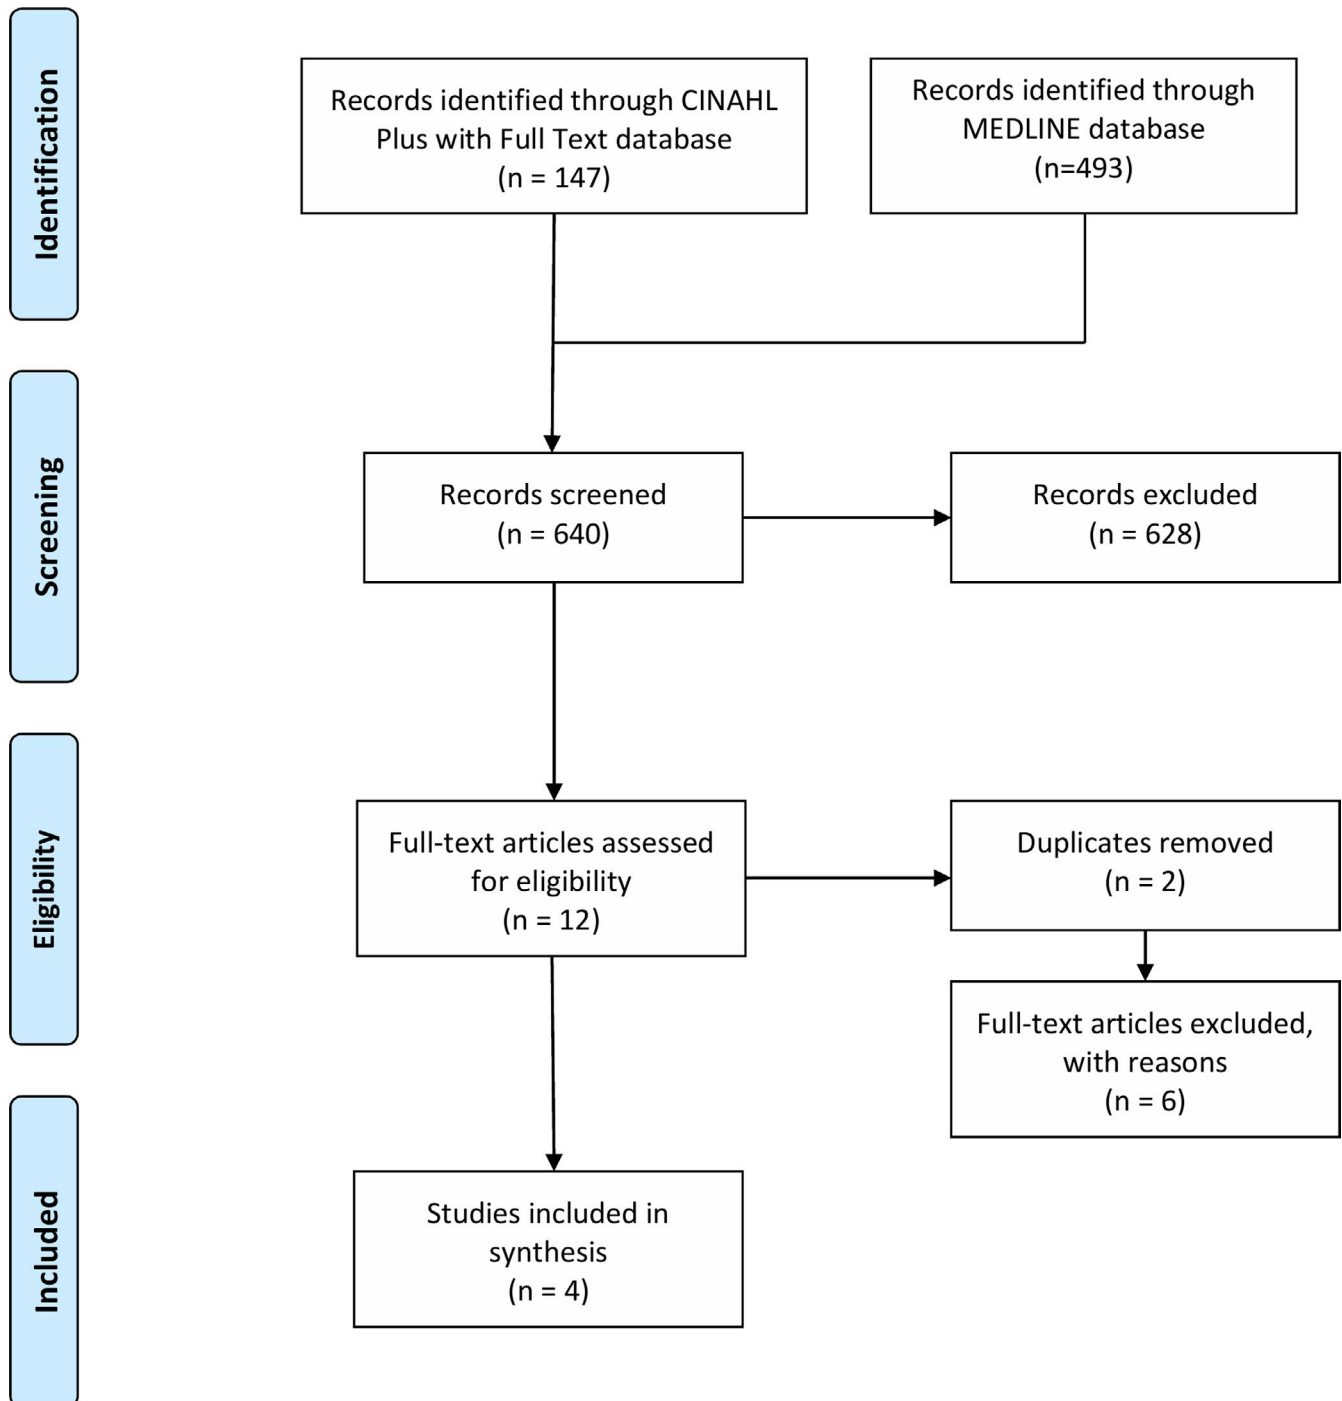 Identification
Records identified through CINAHL
Plus with Full Text database
(n = 147)
Records identified through
MEDLINE database
(n=493)
Screening
Records screened
(n = 640)
Records excluded
(n = 628)
Eligibility
Full-text articles assessed
for eligibility
(n = 12)
Duplicates removed
(n = 2)
Full-text articles excluded,
with reasons
(n = 6)
Included
Studies included in
synthesis
(n = 4)